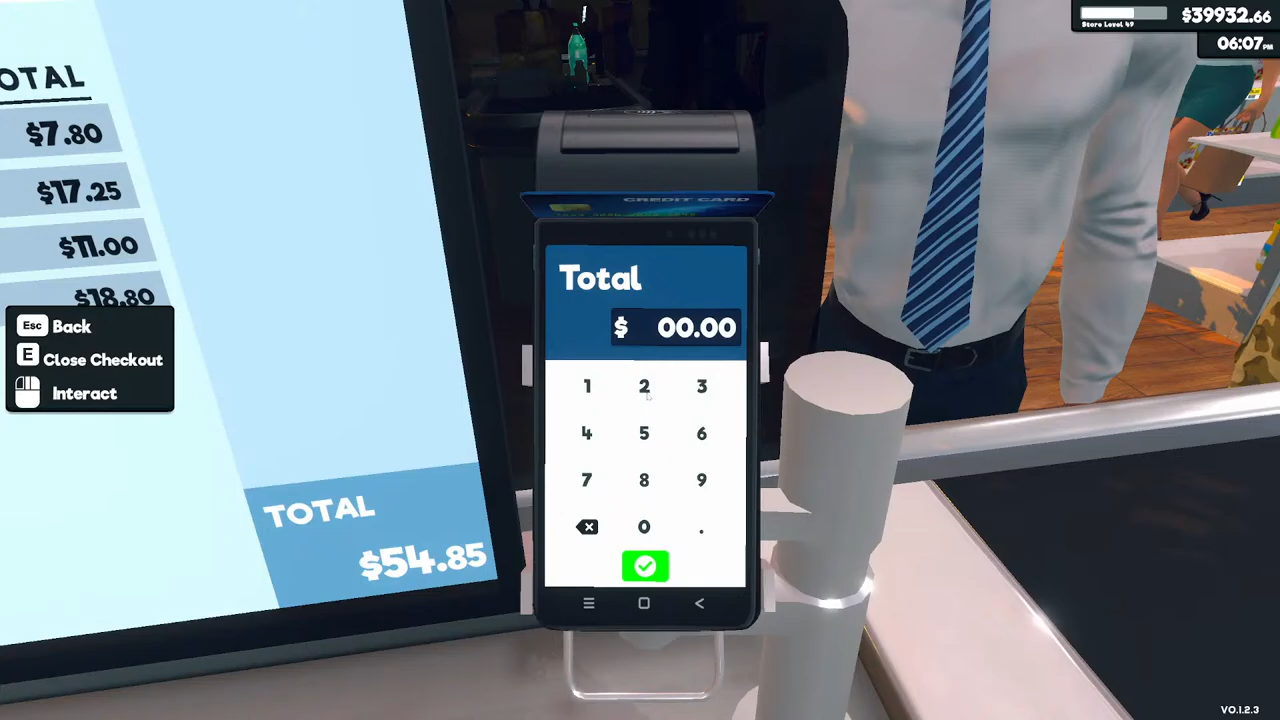 Store Level 49
$39932.66
06:07PM
OTAL
$7.80
$17.25
$11.00
$18.80
Esc Back
E Close Checkout
Interact
CREDIT CARD
Total
$ 00.00
1 2 3
4 5 6
7 8 9
0 .
TOTAL
$54.85
V0.1.2.3